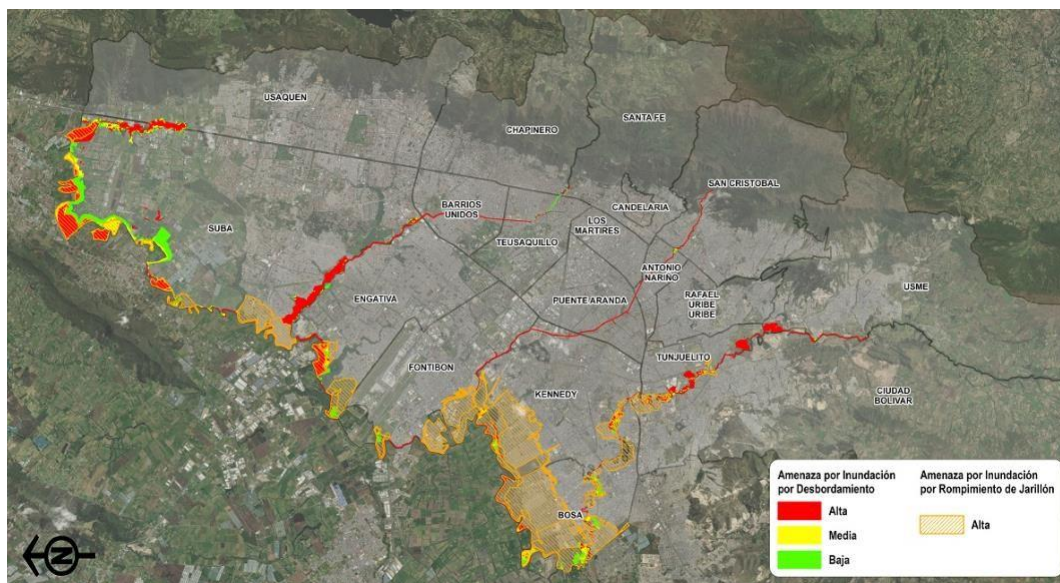 USAQUEN
CHAPINERO
SANTA FE
SAN CRISTOBAL
CANDELARIA
BARRIOS
UNIDOS
LOS
MARTIRES
SUBA
TEUSAQUILLO
ANTONIO
NARIÑO
ENGATIVA
PUENTE ARANDA
RAFAEL
URIBE
URIBE
USME
FONTIBON
TUNJUELITO
KENNEDY
CIUDAD
BOLIVAR
BOSA
N
Amenaza por Inundación
por Desbordamiento
Alta
Media
Baja
Amenaza por Inundación
por Rompimiento de Jarillón
Alta